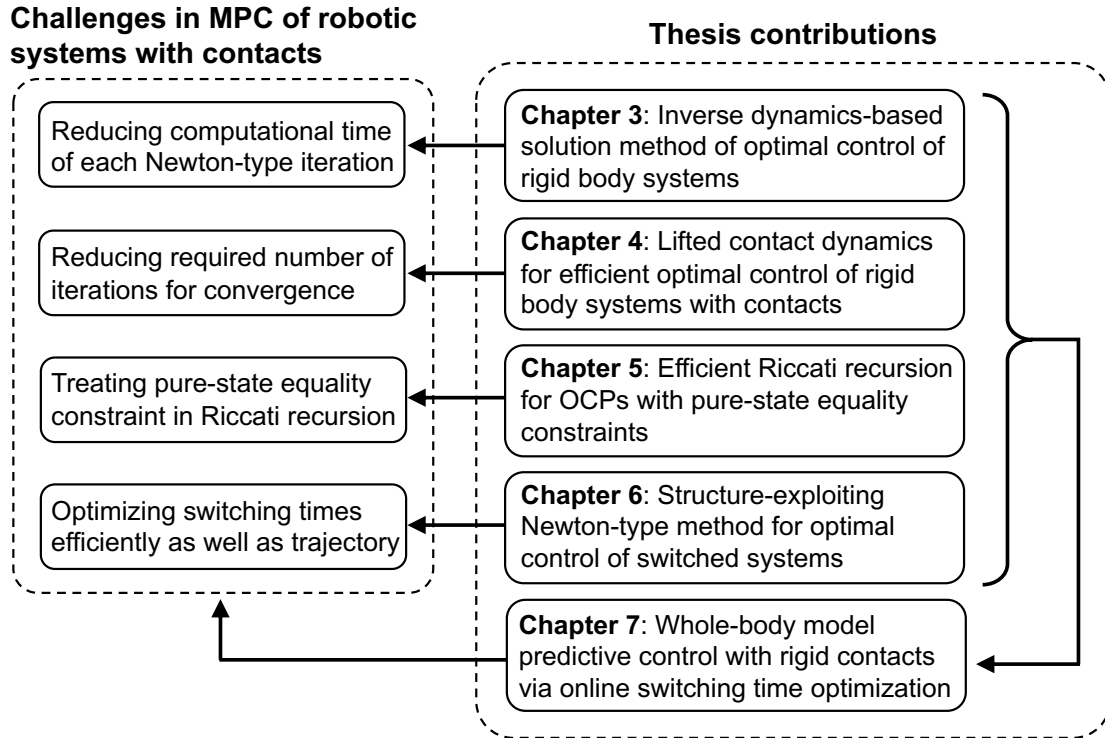 Challenges in MPC of robotic
systems with contacts
Reducing computational time
of each Newton-type iteration
Reducing required number of
iterations for convergence
Treating pure-state equality
constraint in Riccati recursion
Optimizing switching times
efficiently as well as trajectory
Thesis contributions
Chapter 3: Inverse dynamics-based
solution method of optimal control of
rigid body systems
Chapter 4: Lifted contact dynamics
for efficient optimal control of rigid
body systems with contacts
Chapter 5: Efficient Riccati recursion
for OCPs with pure-state equality
constraints
Chapter 6: Structure-exploiting
Newton-type method for optimal
control of switched systems
Chapter 7: Whole-body model
predictive control with rigid contacts
via online switching time optimization